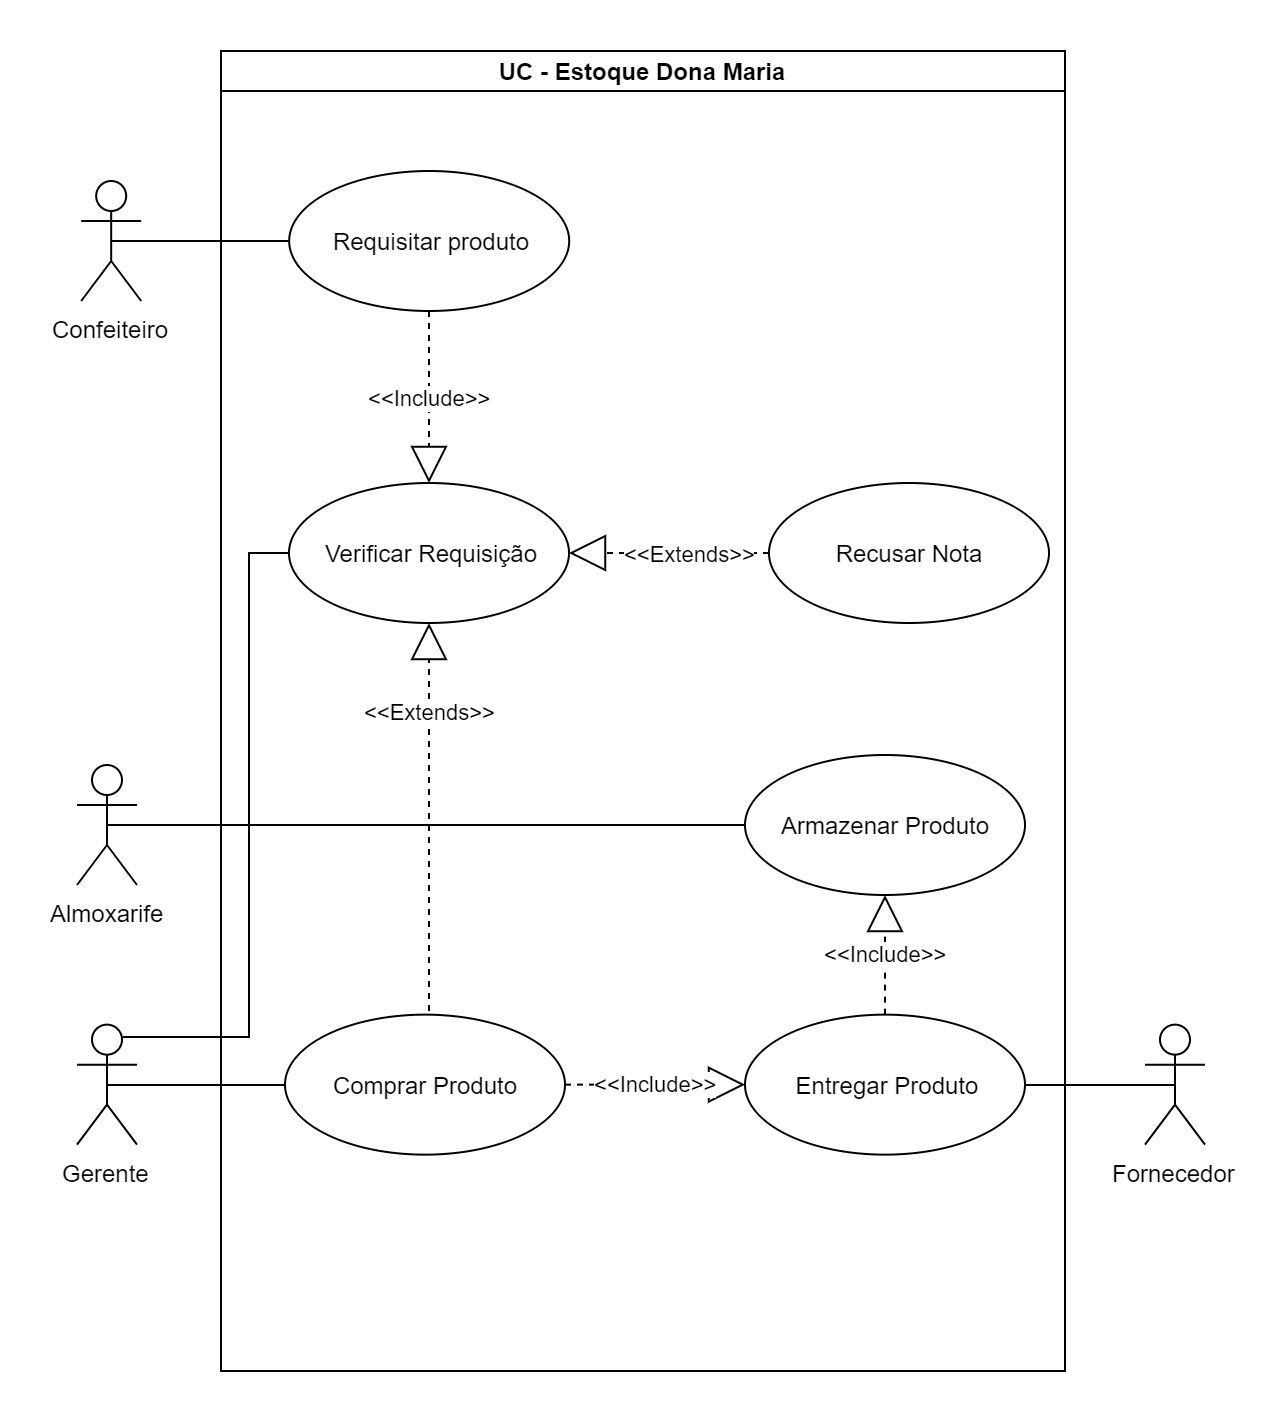 UC - Estoque Dona Maria
Requisitar produto
Confeiteiro
<<Include>>
Verificar Requisição
<<Extends>>
Recusar Nota
<<Extends>>
Armazenar Produto
Almoxarife
<<Include>>
Comprar Produto
<<Include>>
Entregar Produto
Gerente
Fornecedor